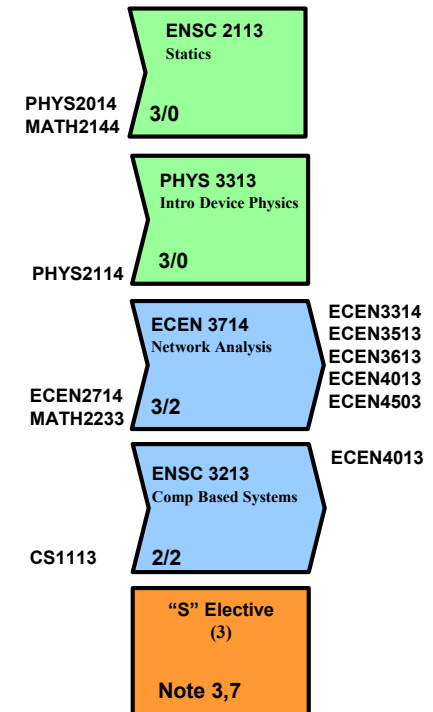 ENSC 2113
Statics
PHYS2014
MATH2144
3/0
PHYS 3313
Intro Device Physics
PHYS2114
3/0
ECEN 3714
Network Analysis
ECEN2714
MATH2233
3/2
ECEN3314
ECEN3513
ECEN3613
ECEN4013
ECEN4503
ENSC 3213
Comp Based Systems
CS1113
2/2
ECEN4013
“S” Elective
(3)
Note 3,7